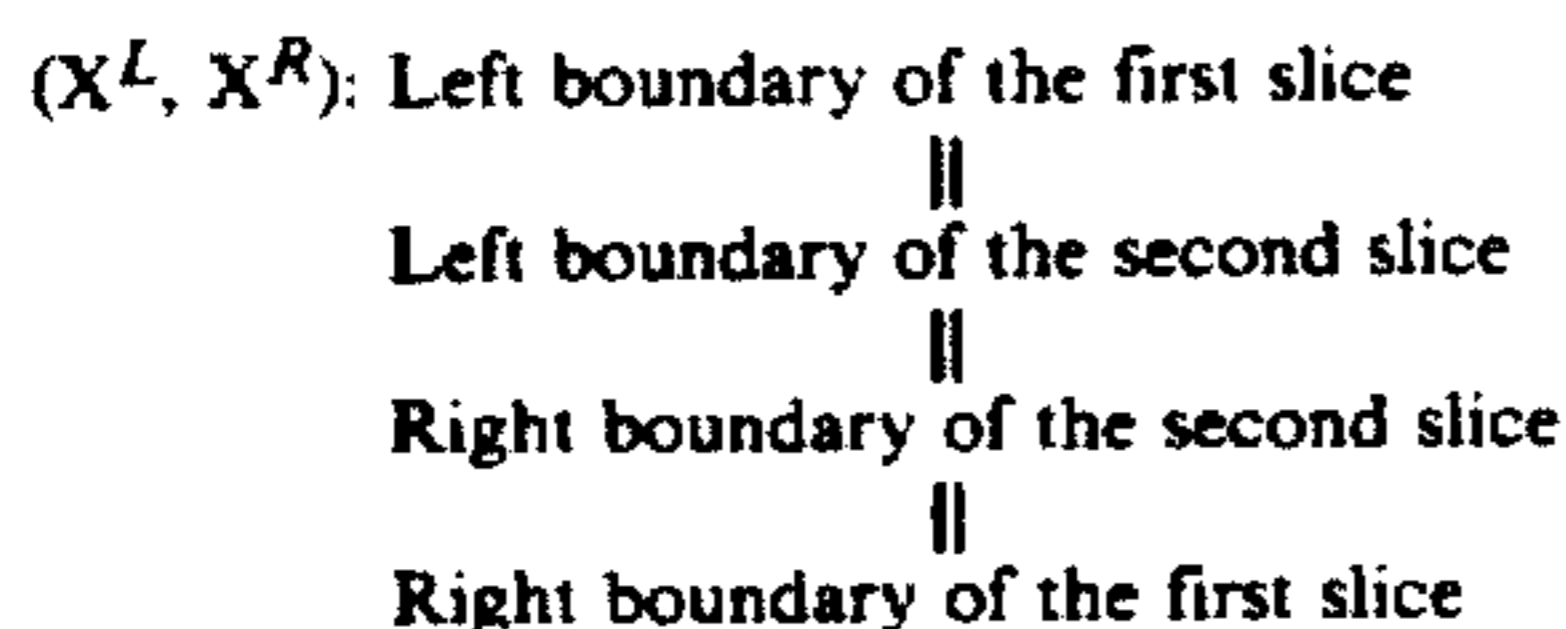 (X^L, X^R): Left boundary of the first slice
||
Left boundary of the second slice
||
Right boundary of the second slice
||
Right boundary of the first slice